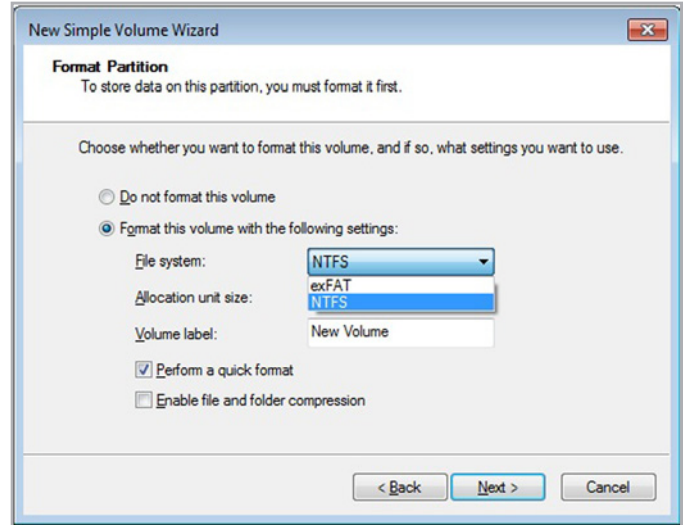 New Simple Volume Wizard
Format Partition
To store data on this partition, you must format it first.
Choose whether you want to format this volume, and if so, what settings you want to use.
Do not format this volume
Format this volume with the following settings:
File system: NTFS
exFAT
Allocation unit size: NTFS
Volume label: New Volume
Perform a quick format
Enable file and folder compression
< Back Next > Cancel